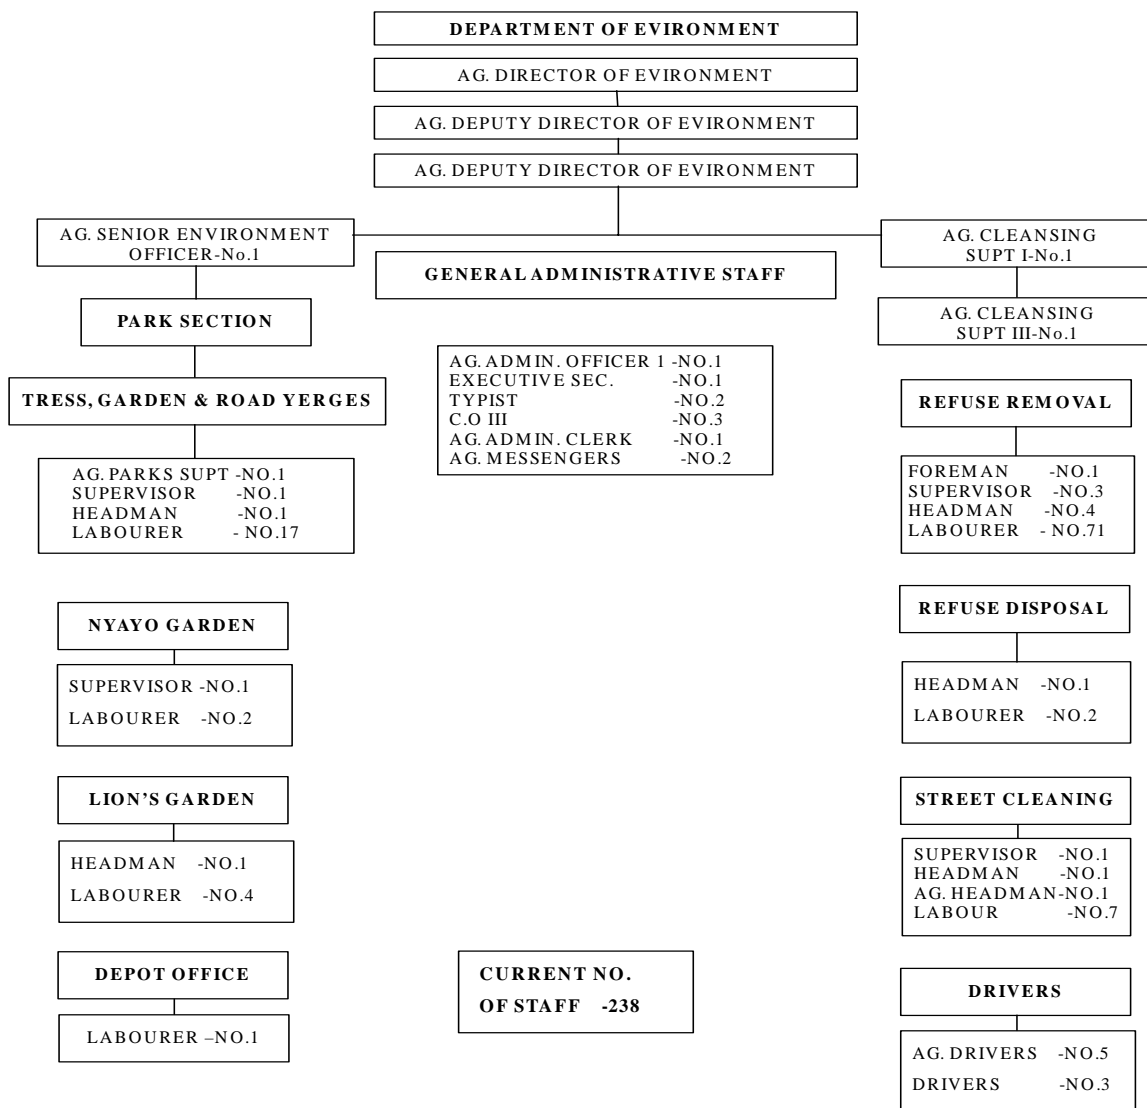 DEPARTMENT OF EVIRONMENT
AG. DIRECTOR OF EVIRONMENT
AG. DEPUTY DIRECTOR OF EVIRONMENT
AG. DEPUTY DIRECTOR OF EVIRONMENT
AG. SENIOR ENVIRONMENT
OFFICER-No.1
PARK SECTION
TRESS, GARDEN & ROAD YERGES
AG. PARKS SUPT -NO.1
SUPERVISOR -NO.1
HEADMAN -NO.1
LABOURER - NO.17
NYAYO GARDEN
SUPERVISOR -NO.1
LABOURER -NO.2
LION'S GARDEN
HEADMAN -NO.1
LABOURER -NO.4
DEPOT OFFICE
LABOURER –NO.1
GENERAL ADMINISTRATIVE STAFF
AG. ADMIN. OFFICER 1 -NO.1
EXECUTIVE SEC. -NO.1
TYPIST -NO.2
C.O III -NO.3
AG. ADMIN. CLERK -NO.1
AG. MESSENGERS -NO.2
CURRENT NO.
OF STAFF -238
AG. CLEANSING
SUPT I-No.1
AG. CLEANSING
SUPT III-No.1
REFUSE REMOVAL
FOREMAN -NO.1
SUPERVISOR -NO.3
HEADMAN -NO.4
LABOURER - NO.71
REFUSE DISPOSAL
HEADMAN -NO.1
LABOURER -NO.2
STREET CLEANING
SUPERVISOR -NO.1
HEADMAN -NO.1
AG. HEADMAN-NO.1
LABOUR -NO.7
DRIVERS
AG. DRIVERS -NO.5
DRIVERS -NO.3